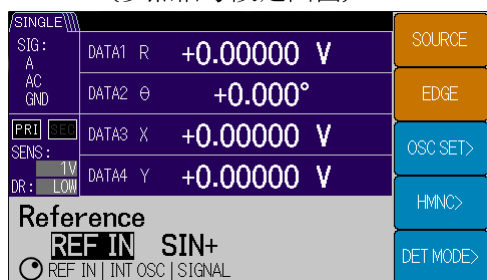 SINGLE
SIG:
A
AC
GND
DATA1 R +0.00000 V
DATA2 θ +0.000°
PRI SEC
DATA3 X +0.00000 V
SENS:
1V
DATA4 Y +0.00000 V
DR: LOW
Reference
REF IN SIN+
REF IN | INT OSC | SIGNAL
SOURCE
EDGE
OSC SET>
HMNC>
DET MODE>